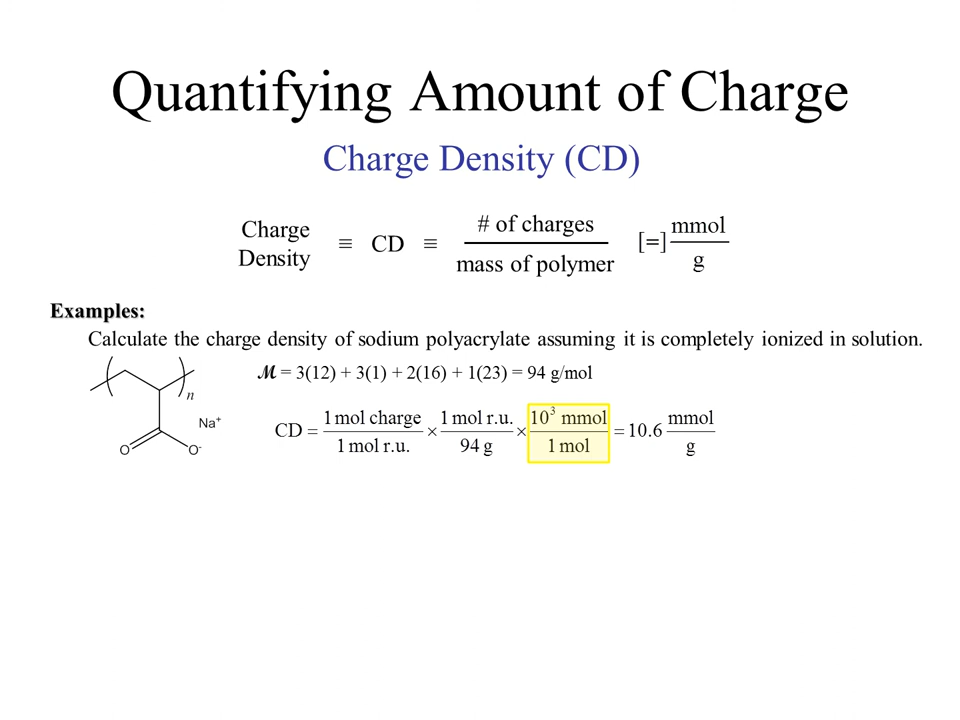 Quantifying Amount of Charge
Charge Density (CD)
Charge Density ≡ CD ≡ # of charges / mass of polymer [=] mmol / g
Examples:
Calculate the charge density of sodium polyacrylate assuming it is completely ionized in solution.
ℳ = 3(12) + 3(1) + 2(16) + 1(23) = 94 g/mol
n
Na⁺
O
O⁻
CD = 1 mol charge / 1 mol r.u. × 1 mol r.u. / 94 g × 10³ mmol / 1 mol = 10.6 mmol / g